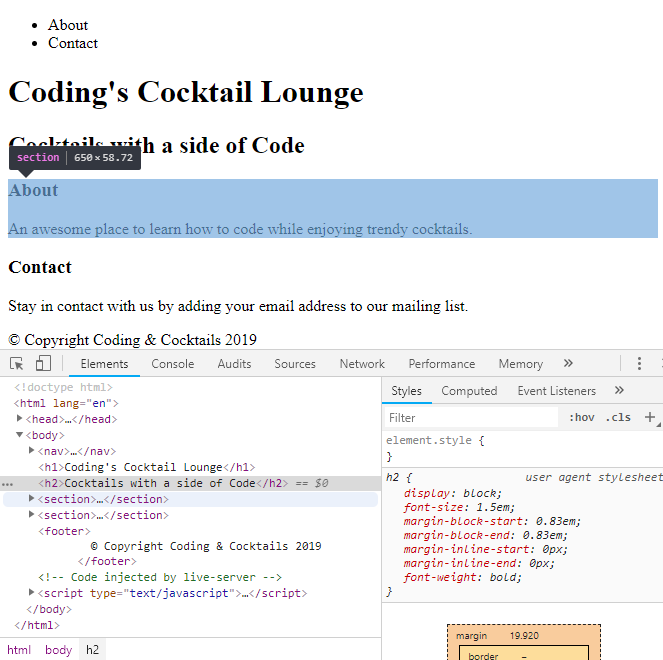 About
Contact
Coding's Cocktail Lounge
Cocktails with a side of Code
section 650×58.72
About
An awesome place to learn how to code while enjoying trendy cocktails.
Contact
Stay in contact with us by adding your email address to our mailing list.
© Copyright Coding & Cocktails 2019
Elements Console Audits Sources Network Performance Memory »
<!doctype html>
<html lang="en">
<head>…</head>
<body>
<nav>…</nav>
<h1>Coding's Cocktail Lounge</h1>
<h2>Cocktails with a side of Code</h2> == $0
<section>…</section>
<section>…</section>
<footer>
© Copyright Coding & Cocktails 2019
</footer>
<!-- Code injected by live-server -->
<script type="text/javascript">…</script>
</body>
</html>
html body h2
Styles Computed Event Listeners »
Filter :hov .cls +
element.style {
}
h2 { user agent stylesheet
display: block;
font-size: 1.5em;
margin-block-start: 0.83em;
margin-block-end: 0.83em;
margin-inline-start: 0px;
margin-inline-end: 0px;
font-weight: bold;
}
margin 19.920
border –